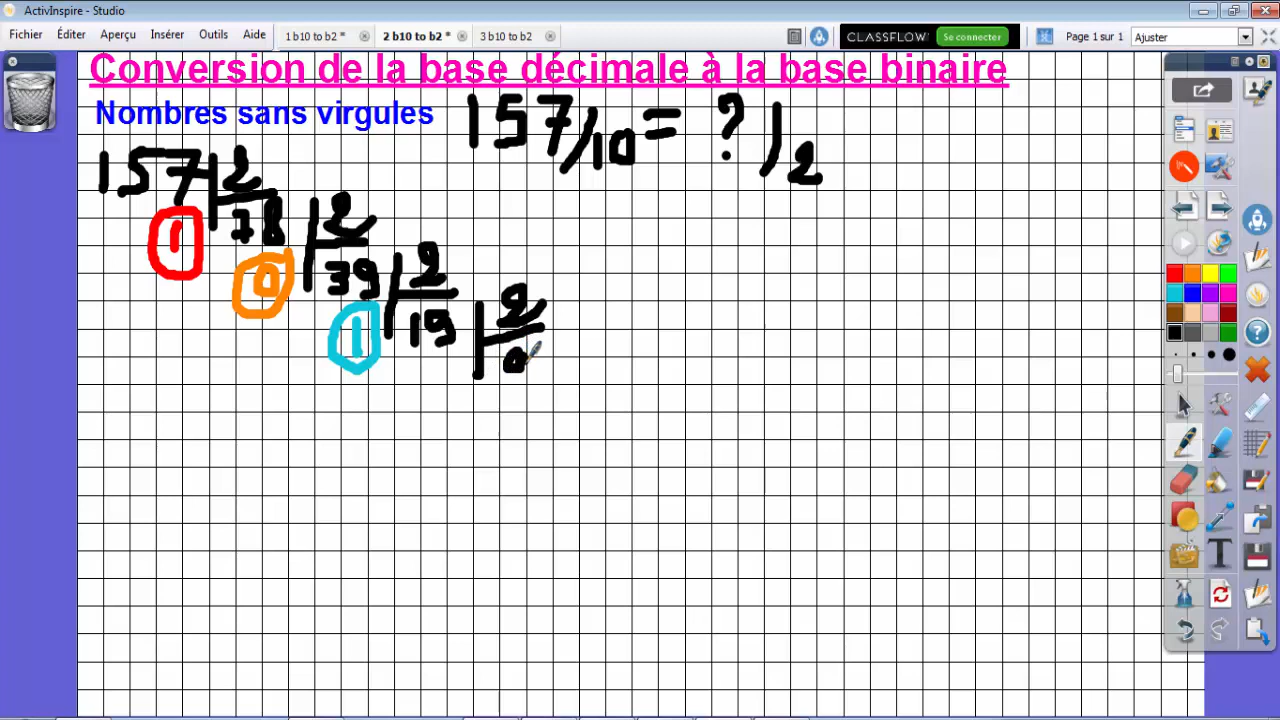 ActivInspire - Studio
Fichier Éditer Aperçu Insérer Outils Aide
1 b10 to b2 * 2 b10 to b2 * 3 b10 to b2
CLASSFLOW Se connecter
Page 1 sur 1 Ajuster
Conversion de la base décimale à la base binaire
Nombres sans virgules
157/10 = ? )2
157 2
1 78 2
0 39 2
1 19 2